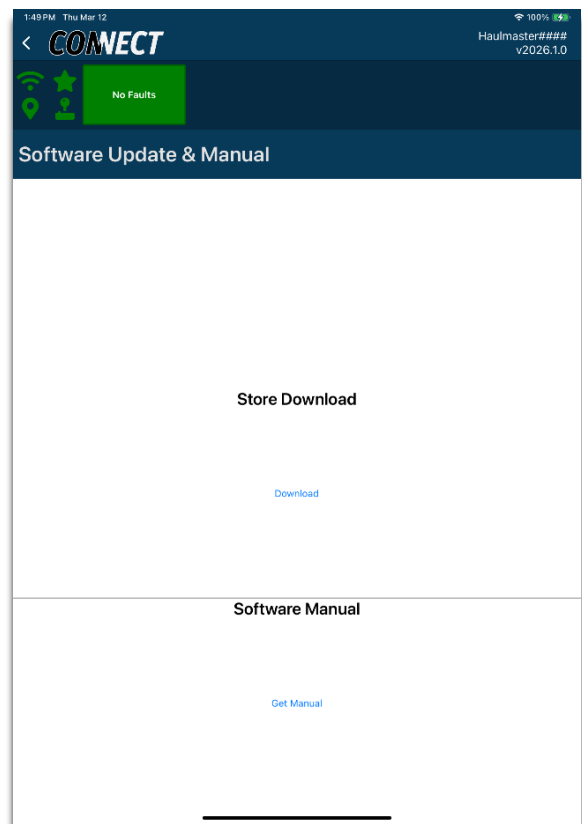 1:49 PM Thu Mar 12
100%
CONNECT
Haulmaster####
v2026.1.0
No Faults
Software Update & Manual
Store Download
Download
Software Manual
Get Manual